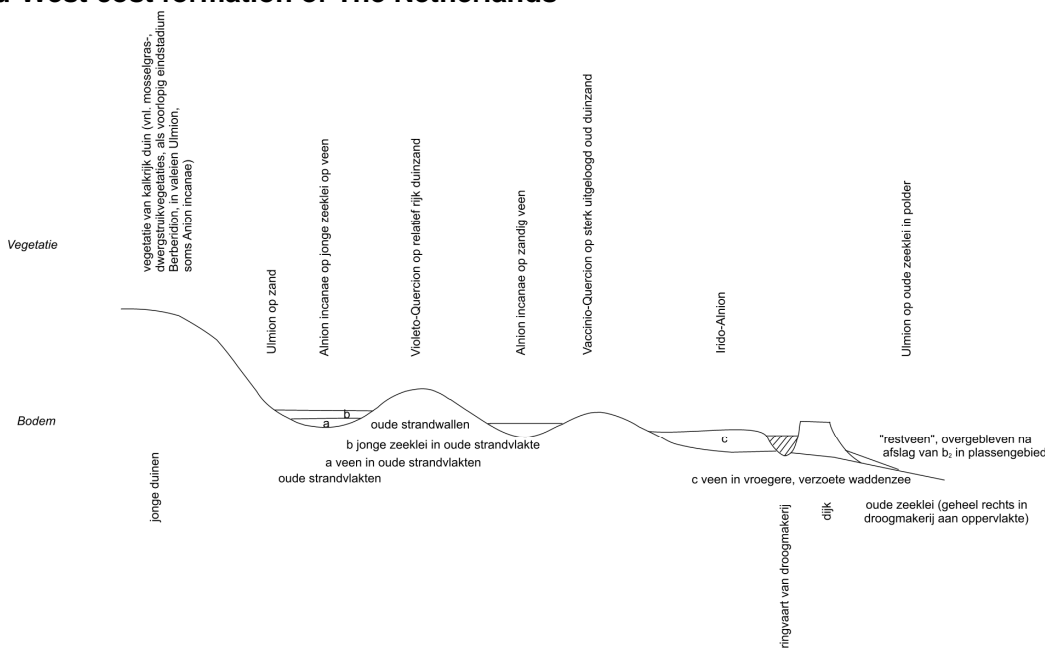 West cost formation of The Netherlands
Vegetatie
vegetatie van kalkrijk duin (vnl. mosselgras-,
dwergstruikvegetaties, als voorlopig eindstadium
Berberidion, in valeien Ulmion,
soms Anion incanae)
Ulmion op zand
Alnion incanae op jonge zeeklei op veen
Violeto-Quercion op relatief rijk duinzand
Alnion incanae op zandig veen
Vaccinio-Quercion op sterk uitgeloogd oud duinzand
Irido-Alnion
Ulmion op oude zeeklei in polder
Bodem
b
a
oude strandwallen
b jonge zeeklei in oude strandvlakte
a veen in oude strandvlakten
oude strandvlakten
jonge duinen
c
c veen in vroegere, verzoete waddenzee
ringvaart van droogmakerij
dijk
"restveen", overgebleven na
afslag van b₂ in plassengebied
oude zeeklei (geheel rechts in
droogmakerij aan oppervlakte)